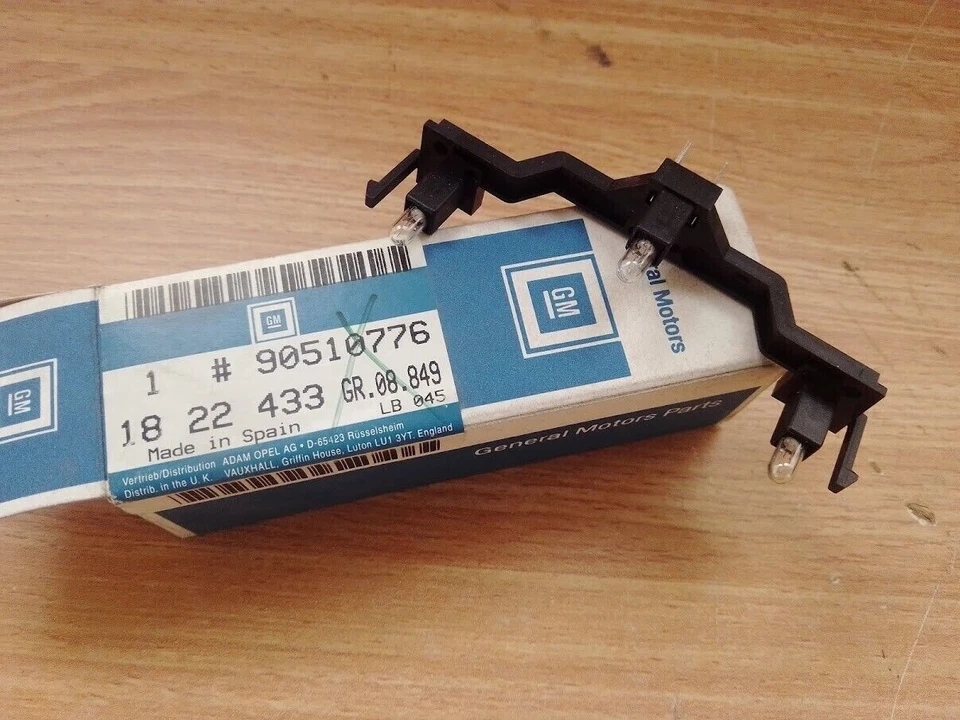 GM
1 # 90510776
18 22 433 GR.08.849
LB 045
Made in Spain
Vertrieb/Distribution ADAM OPEL AG • D-65423 Rüsselsheim
Distrib. in the U. K. VAUXHALL, Griffin House, Luton LU1 3YT. England
GM
GM
al Motors
General Motors Parts